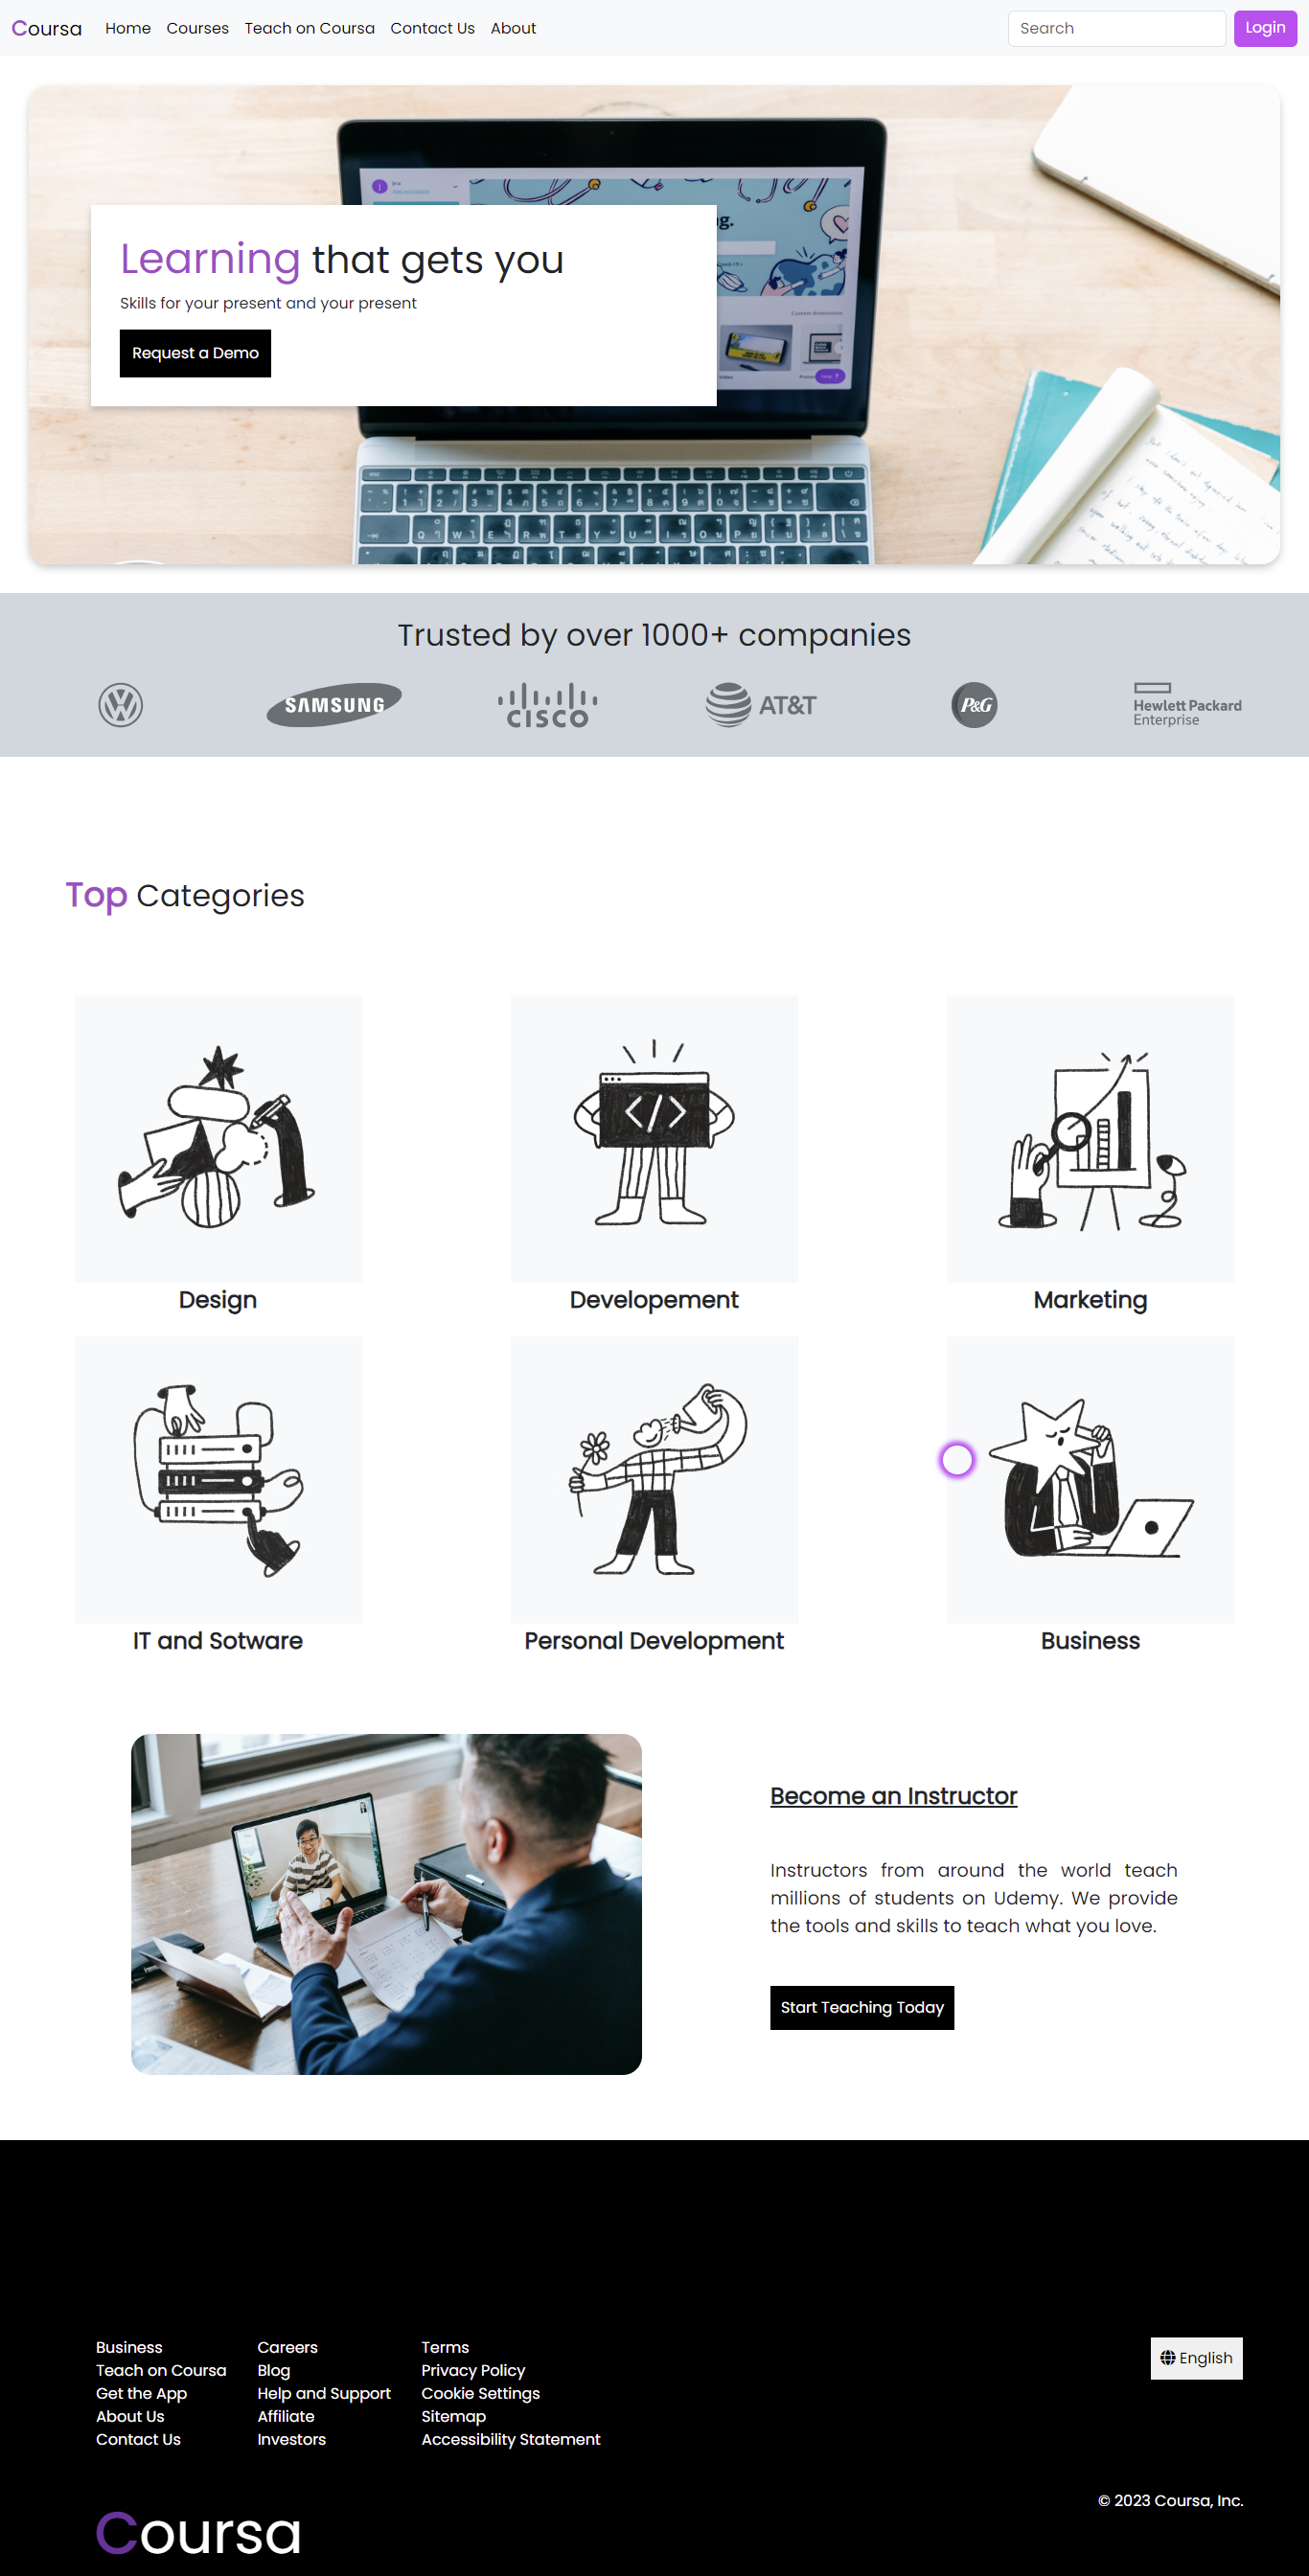 Coursa Home Courses Teach on Coursa Contact Us About Search Login
Learning that gets you
Skills for your present and your present
Request a Demo
Custom dimensions
Help ?
Trusted by over 1000+ companies
SAMSUNG
CISCO
AT&T
P&G
Hewlett Packard
Enterprise
Top Categories
Design
Developement
Marketing
IT and Sotware
Personal Development
Business
Become an Instructor
Instructors from around the world teach
millions of students on Udemy. We provide
the tools and skills to teach what you love.
Start Teaching Today
Business
Teach on Coursa
Get the App
About Us
Contact Us
Careers
Blog
Help and Support
Affiliate
Investors
Terms
Privacy Policy
Cookie Settings
Sitemap
Accessibility Statement
English
© 2023 Coursa, Inc.
Coursa